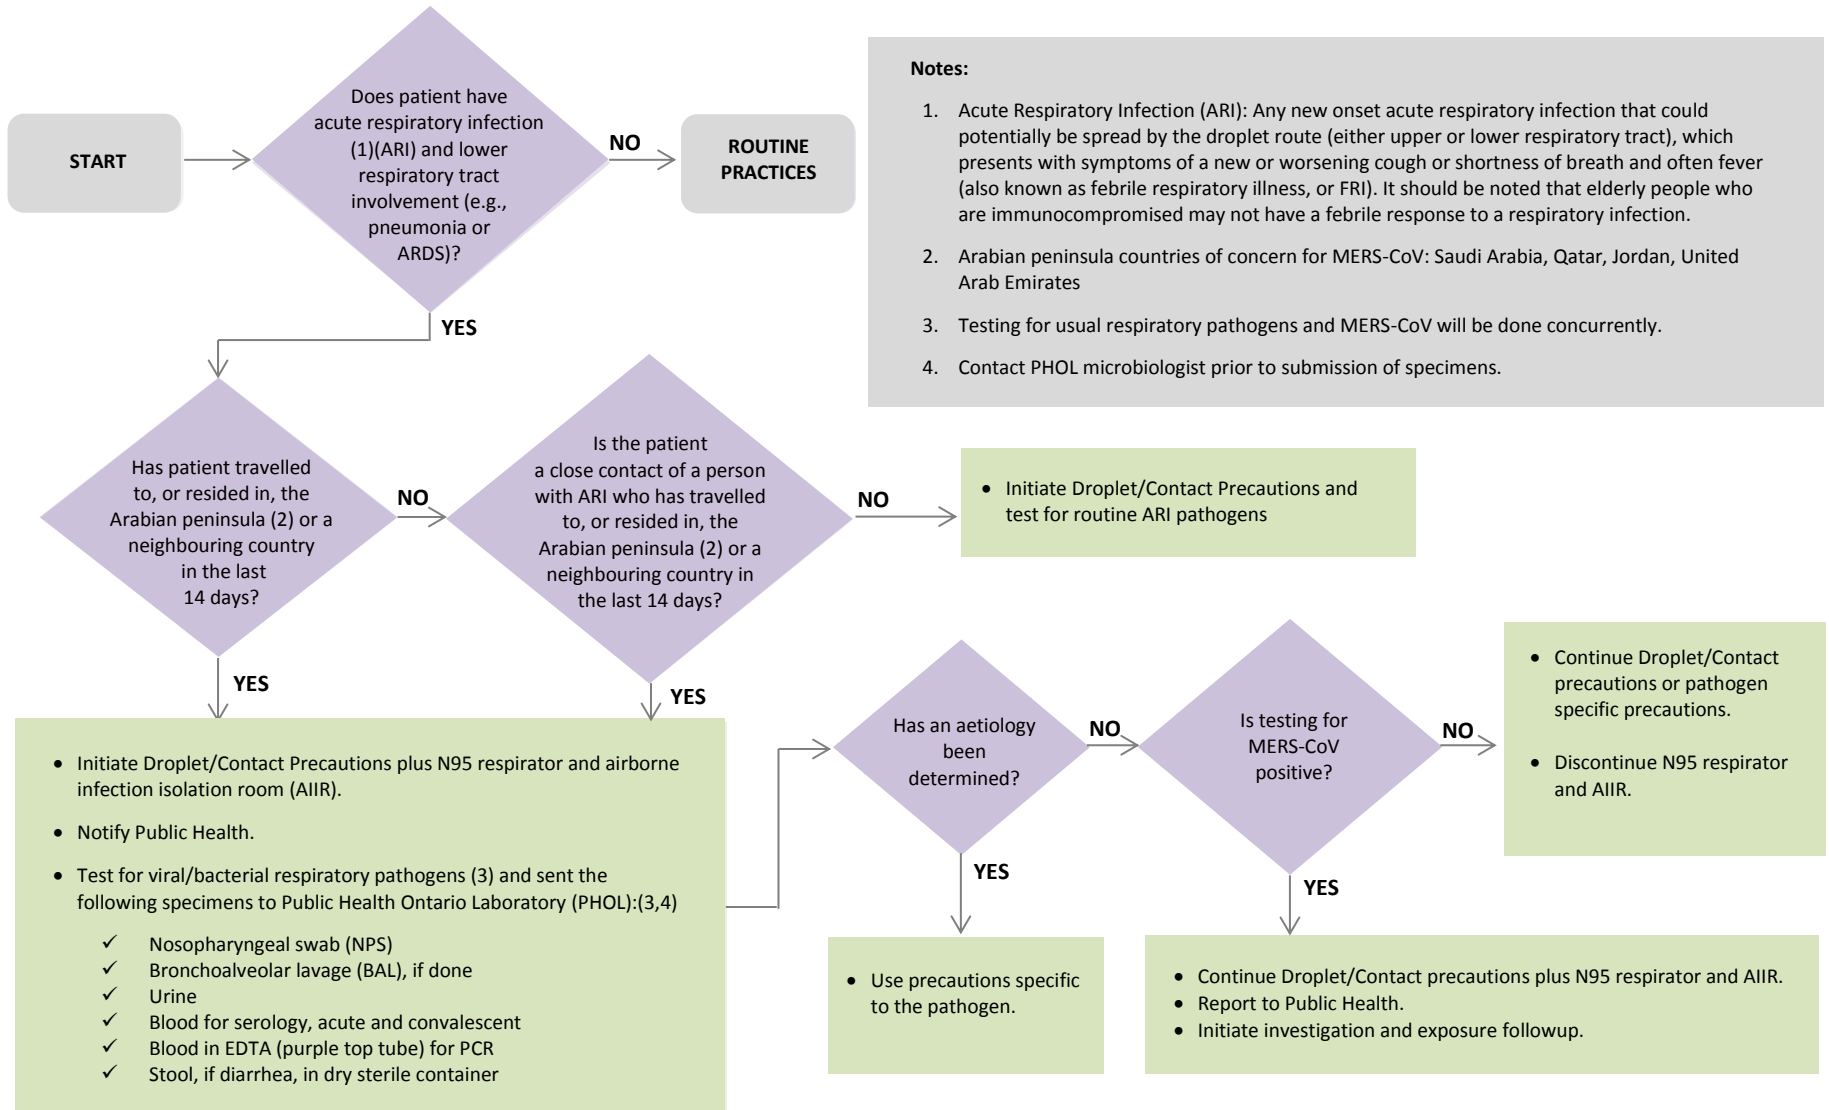 START
Does patient have
acute respiratory infection
(1)(ARI) and lower
respiratory tract
involvement (e.g.,
pneumonia or
ARDS)?
NO
ROUTINE
PRACTICES
YES
Notes:
1. Acute Respiratory Infection (ARI): Any new onset acute respiratory infection that could
potentially be spread by the droplet route (either upper or lower respiratory tract), which
presents with symptoms of a new or worsening cough or shortness of breath and often fever
(also known as febrile respiratory illness, or FRI). It should be noted that elderly people who
are immunocompromised may not have a febrile response to a respiratory infection.
2. Arabian peninsula countries of concern for MERS-CoV: Saudi Arabia, Qatar, Jordan, United
Arab Emirates
3. Testing for usual respiratory pathogens and MERS-CoV will be done concurrently.
4. Contact PHOL microbiologist prior to submission of specimens.
Has patient travelled
to, or resided in, the
Arabian peninsula (2) or a
neighbouring country
in the last
14 days?
NO
YES
Is the patient
a close contact of a person
with ARI who has travelled
to, or resided in, the
Arabian peninsula (2) or a
neighbouring country in
the last 14 days?
NO
YES
• Initiate Droplet/Contact Precautions and
test for routine ARI pathogens
• Initiate Droplet/Contact Precautions plus N95 respirator and airborne
infection isolation room (AIIR).
• Notify Public Health.
• Test for viral/bacterial respiratory pathogens (3) and sent the
following specimens to Public Health Ontario Laboratory (PHOL):(3,4)
✓ Nosopharyngeal swab (NPS)
✓ Bronchoalveolar lavage (BAL), if done
✓ Urine
✓ Blood for serology, acute and convalescent
✓ Blood in EDTA (purple top tube) for PCR
✓ Stool, if diarrhea, in dry sterile container
Has an aetiology
been
determined?
NO
YES
• Use precautions specific
to the pathogen.
Is testing for
MERS-CoV
positive?
NO
YES
• Continue Droplet/Contact
precautions or pathogen
specific precautions.
• Discontinue N95 respirator
and AIIR.
• Continue Droplet/Contact precautions plus N95 respirator and AIIR.
• Report to Public Health.
• Initiate investigation and exposure followup.